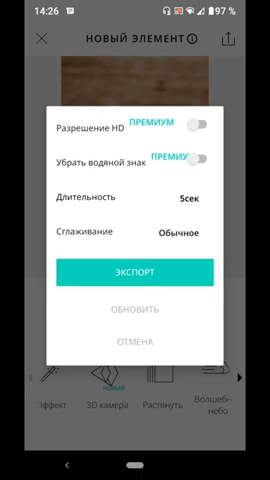 14:26 97 %
НОВЫЙ ЭЛЕМЕНТ
Разрешение HD ПРЕМИУМ
Убрать водяной знак ПРЕМИУ
Длительность 5сек
Сглаживание Обычное
ЭКСПОРТ
ОБНОВИТЬ
ОТМЕНА
новый
Эффект 3D камера Растянуть Волшебн-
небо